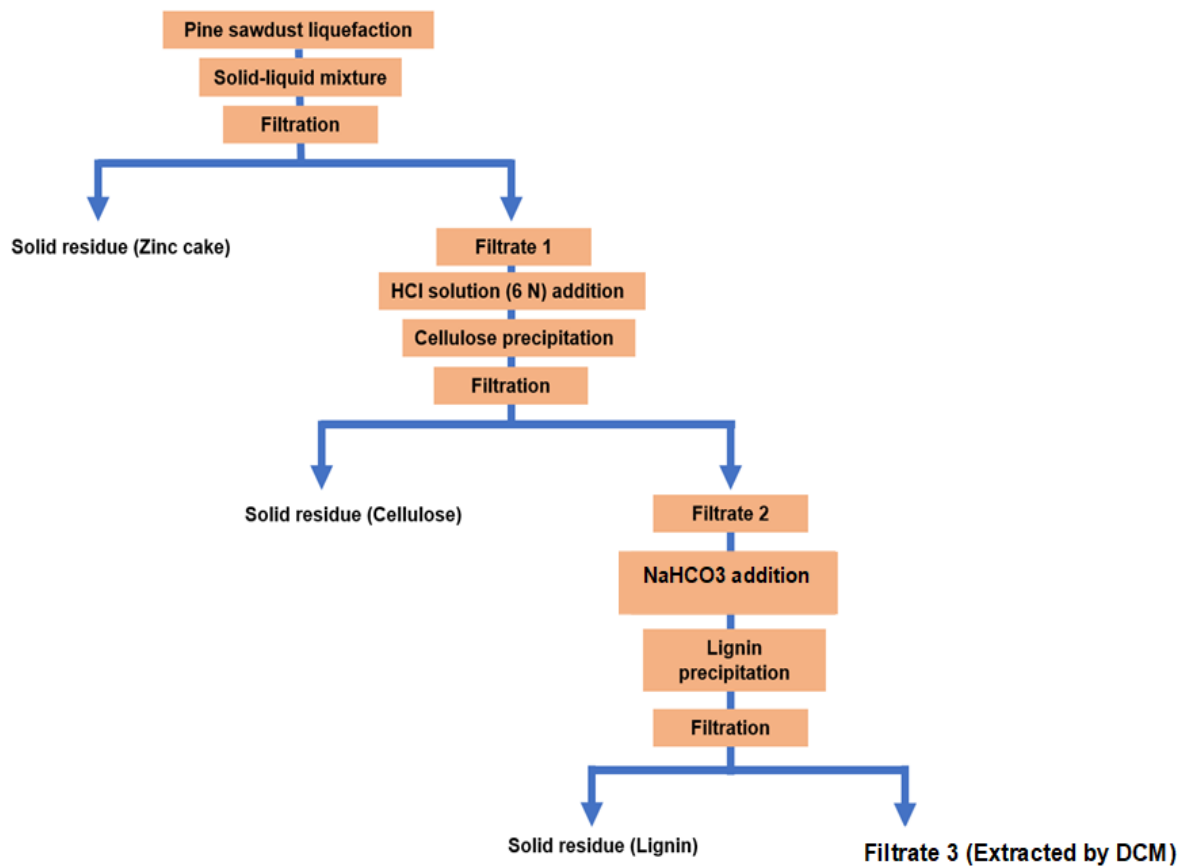 Pine sawdust liquefaction
Solid-liquid mixture
Filtration
Solid residue (Zinc cake)
Filtrate 1
HCl solution (6 N) addition
Cellulose precipitation
Filtration
Solid residue (Cellulose)
Filtrate 2
NaHCO3 addition
Lignin
precipitation
Filtration
Solid residue (Lignin)
Filtrate 3 (Extracted by DCM)